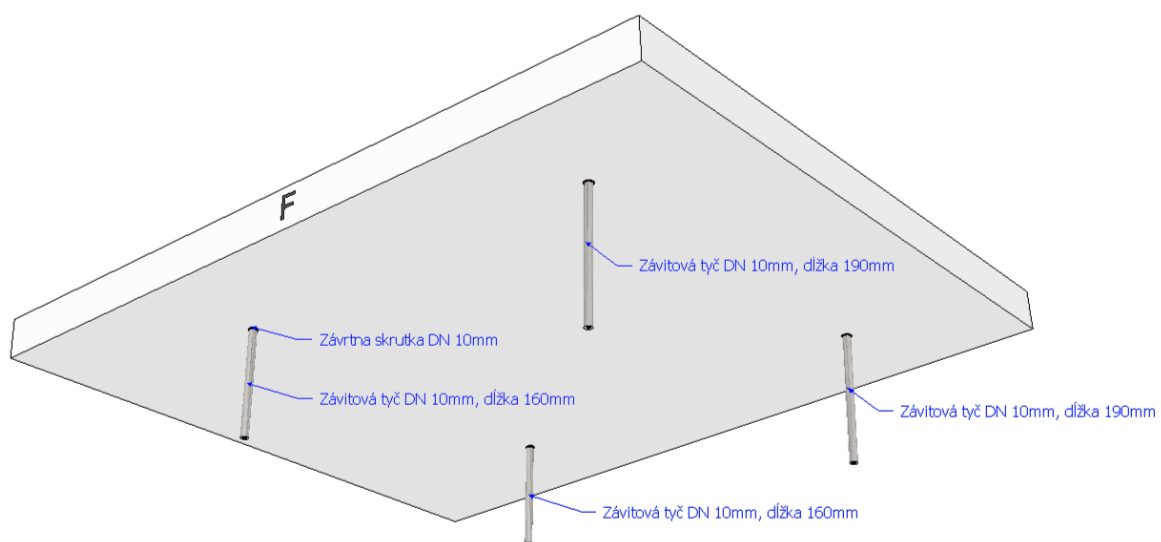 F
Závitová tyč DN 10mm, dĺžka 190mm
Závrtna skrutka DN 10mm
Závitová tyč DN 10mm, dĺžka 160mm
Závitová tyč DN 10mm, dĺžka 190mm
Závitová tyč DN 10mm, dĺžka 160mm